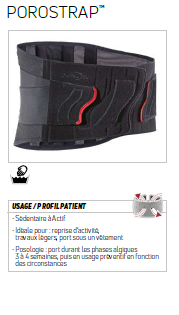 POROSTRAP™
USAGE / PROFIL PATIENT
- Sédentaire à Actif
- Idéale pour : reprise d'activité,
travaux légers, port sous un vêtement
- Posologie : port durant les phases algiques
3 à 4 semaines, puis en usage préventif en fonction
des circonstances